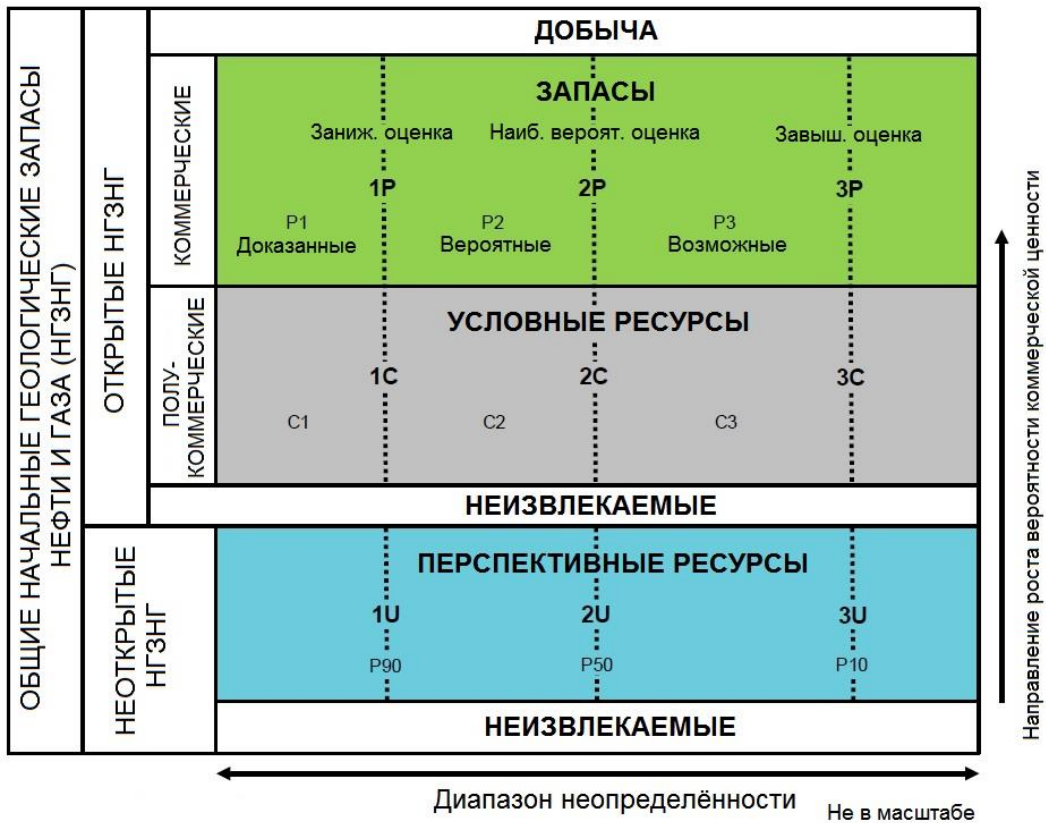 ОБЩИЕ НАЧАЛЬНЫЕ ГЕОЛОГИЧЕСКИЕ ЗАПАСЫ
НЕФТИ И ГАЗА (НГЗНГ)
ОТКРЫТЫЕ НГЗНГ
ДОБЫЧА
КОММЕРЧЕСКИЕ
ЗАПАСЫ
Заниж. оценка
Наиб. вероят. оценка
Завыш. оценка
1P
2P
3P
P1
P2
P3
Доказанные
Вероятные
Возможные
ПОЛУ-
КОММЕРЧЕСКИЕ
УСЛОВНЫЕ РЕСУРСЫ
1C
2C
3C
C1
C2
C3
НЕИЗВЛЕКАЕМЫЕ
НЕОТКРЫТЫЕ
НГЗНГ
ПЕРСПЕКТИВНЫЕ РЕСУРСЫ
1U
2U
3U
P90
P50
P10
НЕИЗВЛЕКАЕМЫЕ
Направление роста вероятности коммерческой ценности
Диапазон неопределённости
Не в масштабе